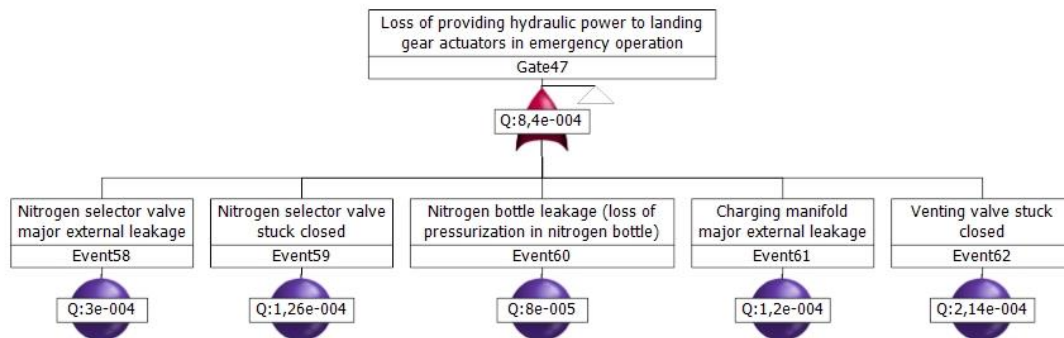 Loss of providing hydraulic power to landing
gear actuators in emergency operation
Gate47
Q:8,4e-004
Nitrogen selector valve
major external leakage
Event58
Q:3e-004
Nitrogen selector valve
stuck closed
Event59
Q:1,26e-004
Nitrogen bottle leakage (loss of
pressurization in nitrogen bottle)
Event60
Q:8e-005
Charging manifold
major external leakage
Event61
Q:1,2e-004
Venting valve stuck
closed
Event62
Q:2,14e-004